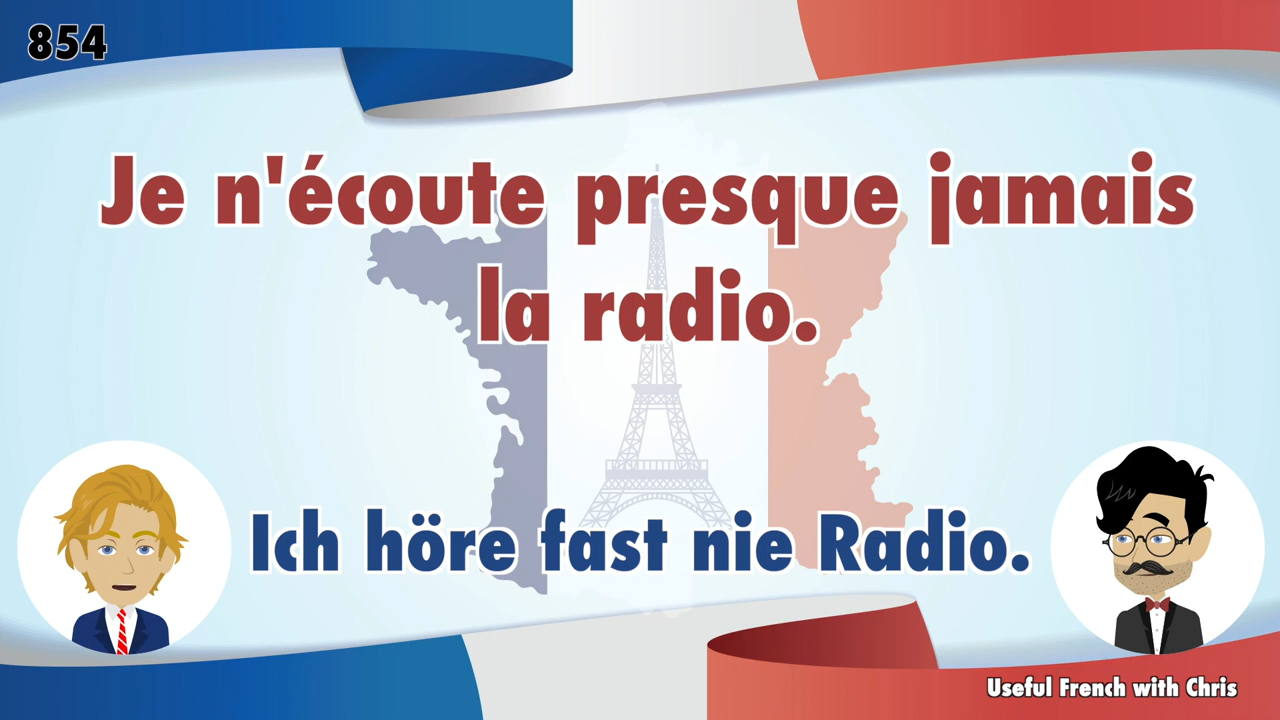 854
Je n'écoute presque jamais
la radio.
Ich höre fast nie Radio.
Useful French with Chris